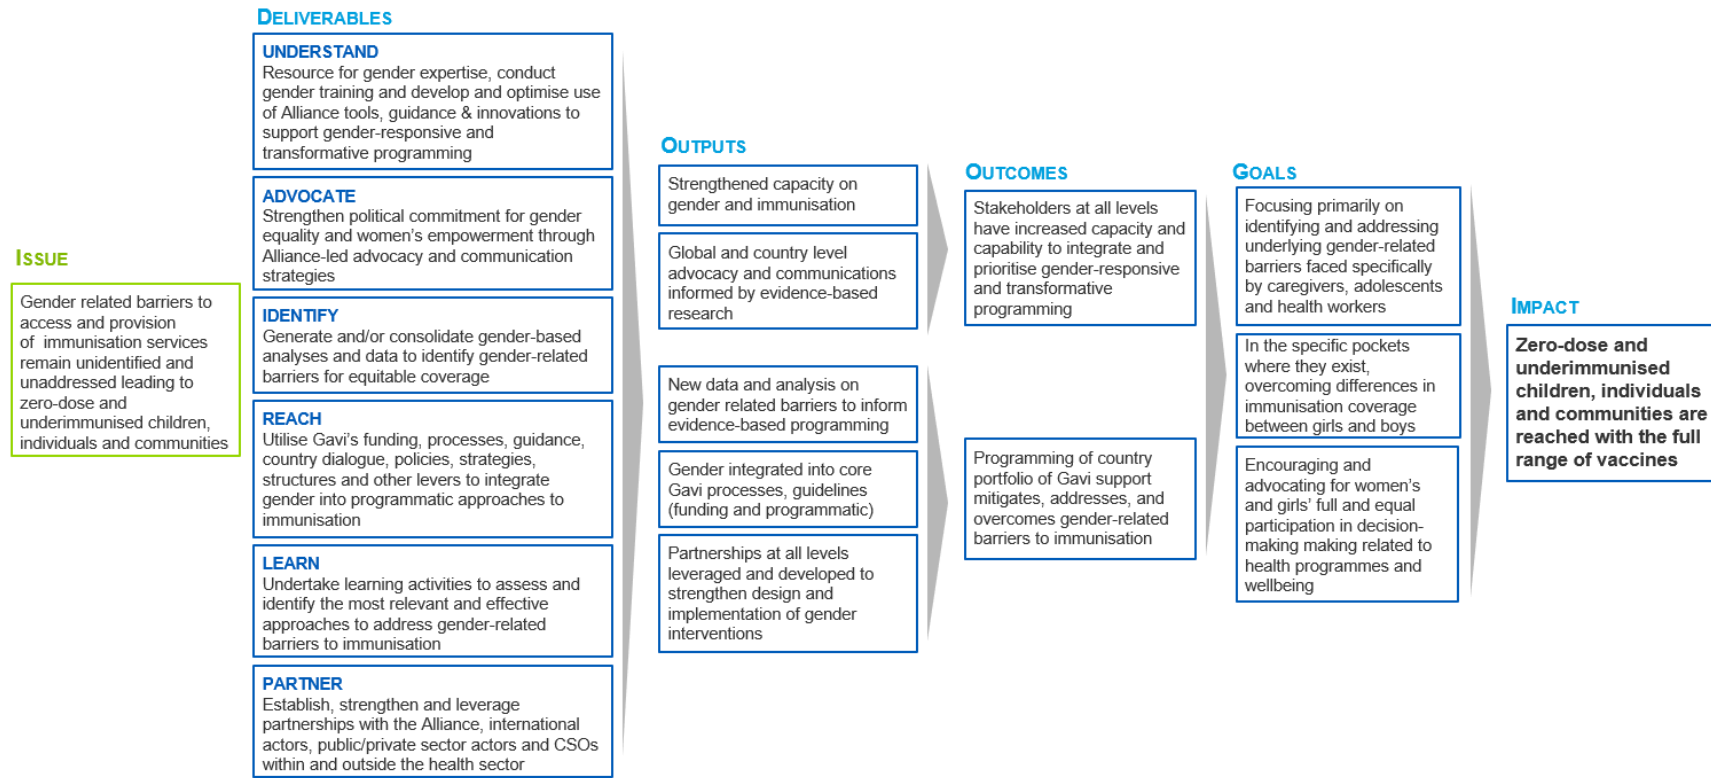 ISSUE
Gender related barriers to
access and provision
of immunisation services
remain unidentified and
unaddressed leading to
zero-dose and
underimmunised children,
individuals and communities
DELIVERABLES
UNDERSTAND
Resource for gender expertise, conduct
gender training and develop and optimise use
of Alliance tools, guidance & innovations to
support gender-responsive and
transformative programming
ADVOCATE
Strengthen political commitment for gender
equality and women's empowerment through
Alliance-led advocacy and communication
strategies
IDENTIFY
Generate and/or consolidate gender-based
analyses and data to identify gender-related
barriers for equitable coverage
REACH
Utilise Gavi's funding, processes, guidance,
country dialogue, policies, strategies,
structures and other levers to integrate
gender into programmatic approaches to
immunisation
LEARN
Undertake learning activities to assess and
identify the most relevant and effective
approaches to address gender-related
barriers to immunisation
PARTNER
Establish, strengthen and leverage
partnerships with the Alliance, international
actors, public/private sector actors and CSOs
within and outside the health sector
OUTPUTS
Strengthened capacity on
gender and immunisation
Global and country level
advocacy and communications
informed by evidence-based
research
New data and analysis on
gender related barriers to inform
evidence-based programming
Gender integrated into core
Gavi processes, guidelines
(funding and programmatic)
Partnerships at all levels
leveraged and developed to
strengthen design and
implementation of gender
interventions
OUTCOMES
Stakeholders at all levels
have increased capacity and
capability to integrate and
prioritise gender-responsive
and transformative
programming
Programming of country
portfolio of Gavi support
mitigates, addresses, and
overcomes gender-related
barriers to immunisation
GOALS
Focusing primarily on
identifying and addressing
underlying gender-related
barriers faced specifically
by caregivers, adolescents
and health workers
In the specific pockets
where they exist,
overcoming differences in
immunisation coverage
between girls and boys
Encouraging and
advocating for women's
and girls' full and equal
participation in decision-
making making related to
health programmes and
wellbeing
IMPACT
Zero-dose and
underimmunised
children, individuals
and communities are
reached with the full
range of vaccines